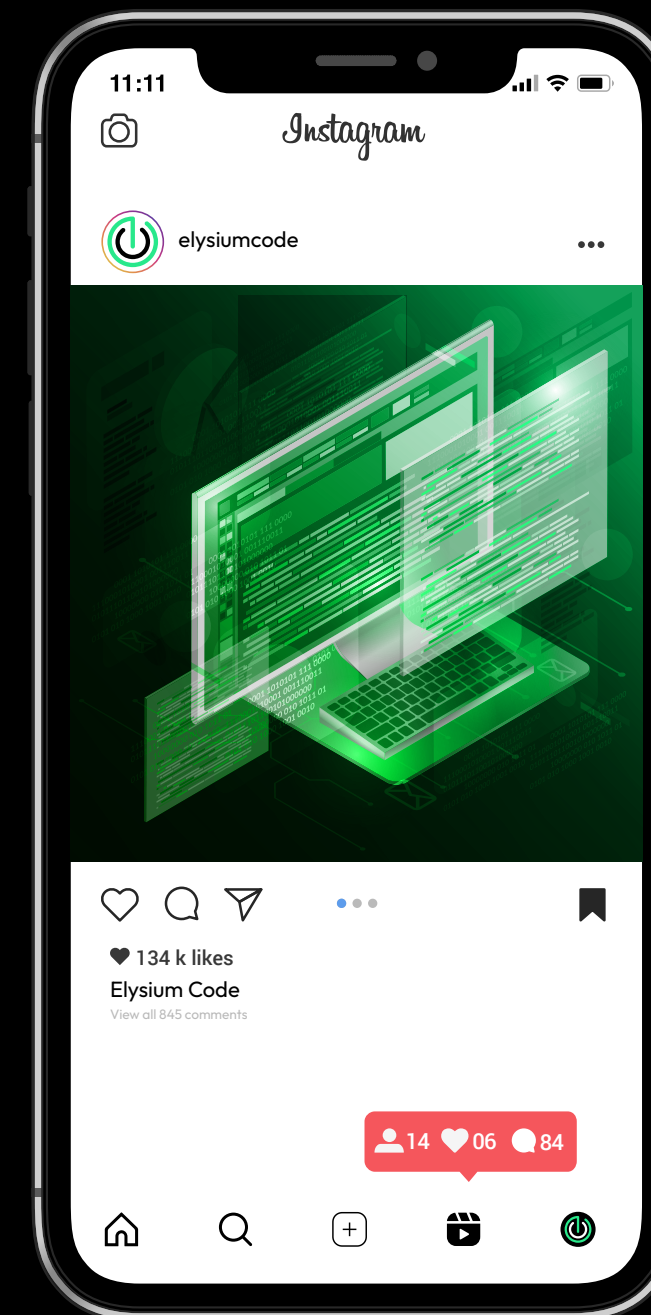 11:11
Instagram
elysiumcode
134 k likes
Elysium Code
View all 845 comments
14 06 84